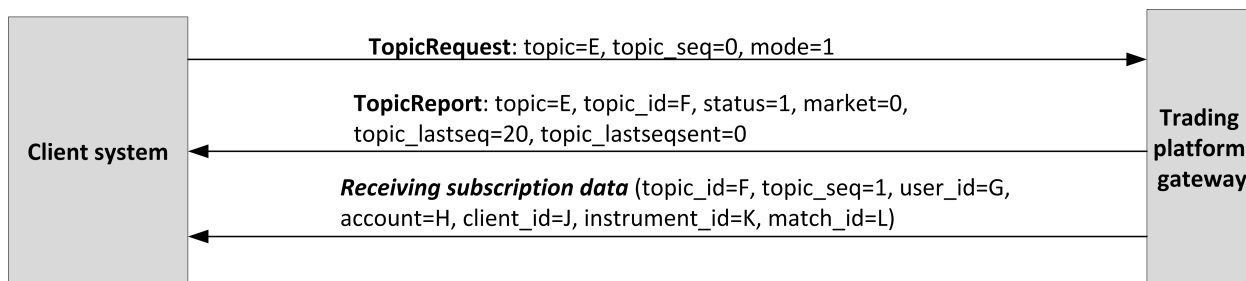 TopicRequest: topic=E, topic_seq=0, mode=1
TopicReport: topic=E, topic_id=F, status=1, market=0,
topic_lastseq=20, topic_lastseqsent=0
Client system
Trading
platform
gateway
Receiving subscription data (topic_id=F, topic_seq=1, user_id=G,
account=H, client_id=J, instrument_id=K, match_id=L)